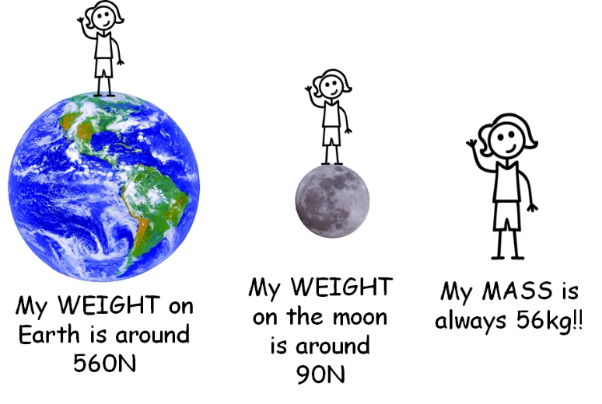 My WEIGHT on
Earth is around
560N
My WEIGHT
on the moon
is around
90N
My MASS is
always 56kg!!